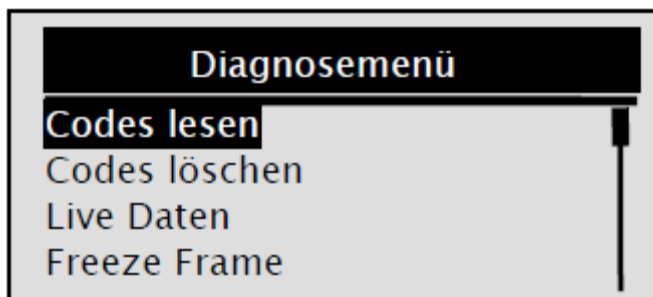 Diagnosemenü
Codes lesen
Codes löschen
Live Daten
Freeze Frame